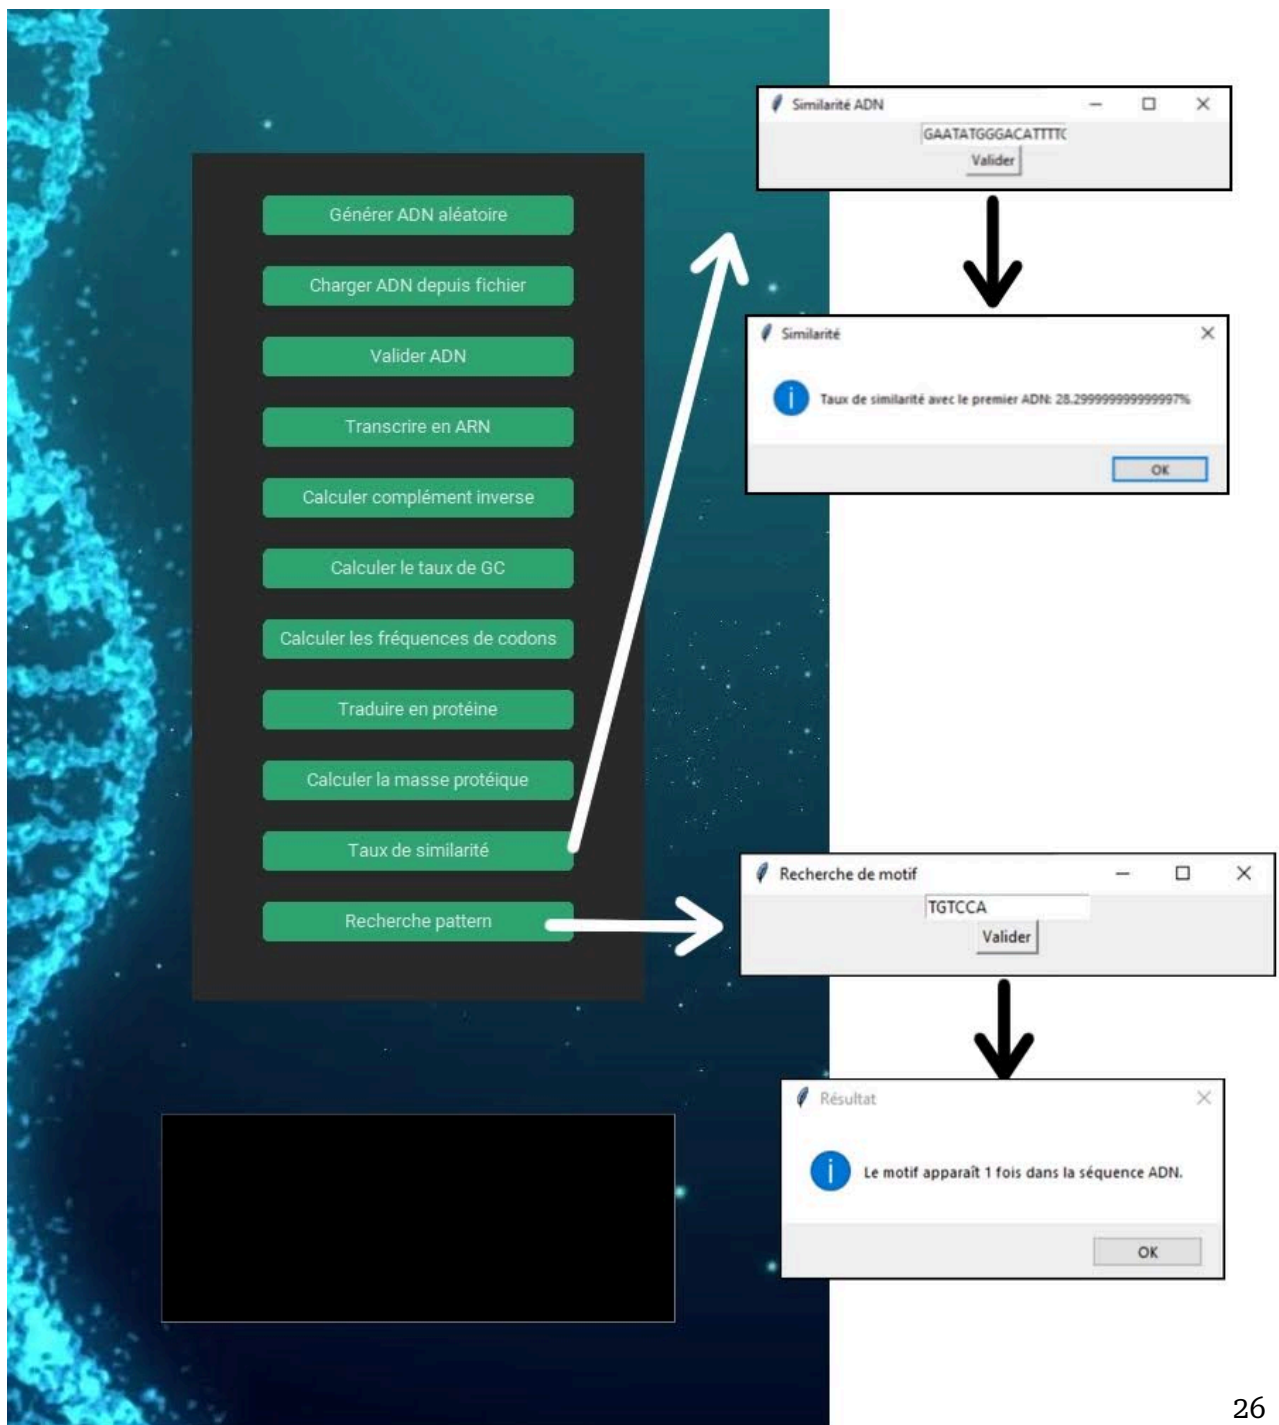 Générer ADN aléatoire
Charger ADN depuis fichier
Valider ADN
Transcrire en ARN
Calculer complément inverse
Calculer le taux de GC
Calculer les fréquences de codons
Traduire en protéine
Calculer la masse protéique
Taux de similarité
Recherche pattern
Similarité ADN
GAATATGGGACATTTTC
Valider
Similarité
Taux de similarité avec le premier ADN: 28.299999999999997%
OK
Recherche de motif
TGTCCA
Valider
Résultat
Le motif apparaît 1 fois dans la séquence ADN.
OK
26